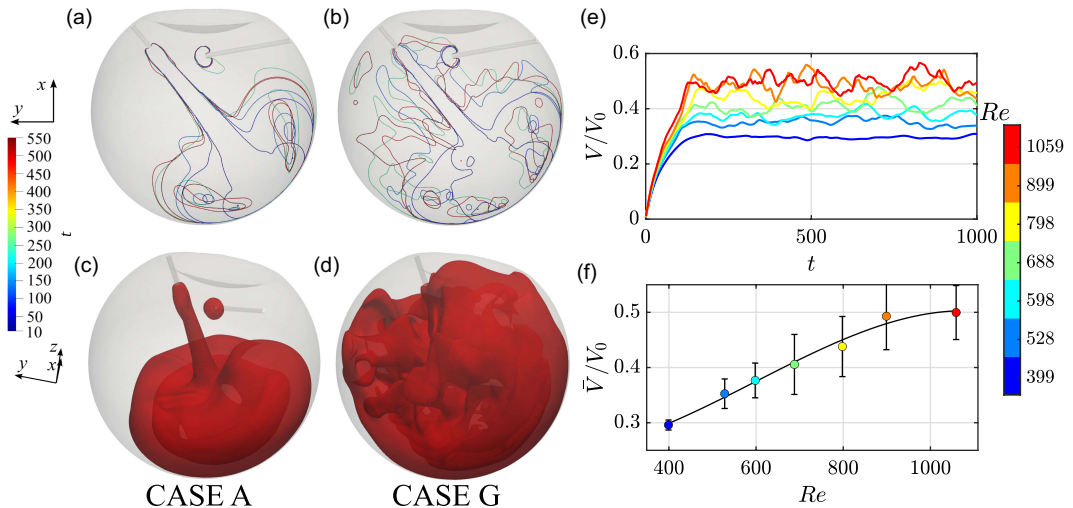 (a)
(b)
x
y
550
500
450
400
350
300
250
200
150
100
50
10
t
(c)
(d)
z
x
y
CASE A
CASE G
(e)
0.6
0.4
0.2
0
V/V₀
0
500
1000
t
Re
1059
899
798
688
598
528
399
(f)
0.5
0.4
0.3
V̄/V₀
400
600
800
1000
Re